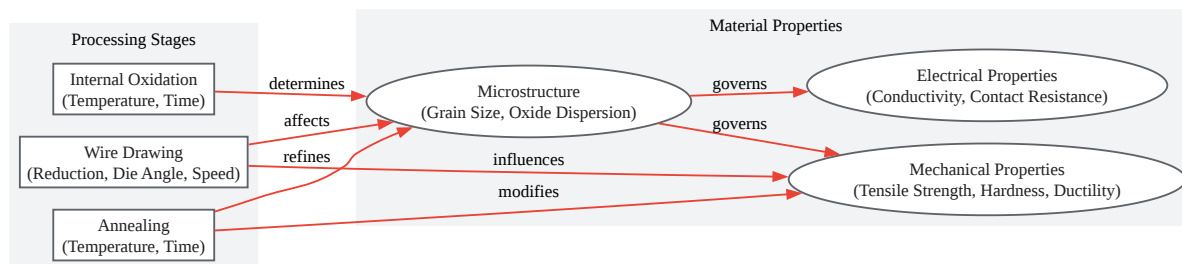 Processing Stages
Material Properties
Internal Oxidation
(Temperature, Time)
determines
Microstructure
(Grain Size, Oxide Dispersion)
governs
Electrical Properties
(Conductivity, Contact Resistance)
affects
governs
Wire Drawing
(Reduction, Die Angle, Speed)
refines
influences
Mechanical Properties
(Tensile Strength, Hardness, Ductility)
modifies
Annealing
(Temperature, Time)